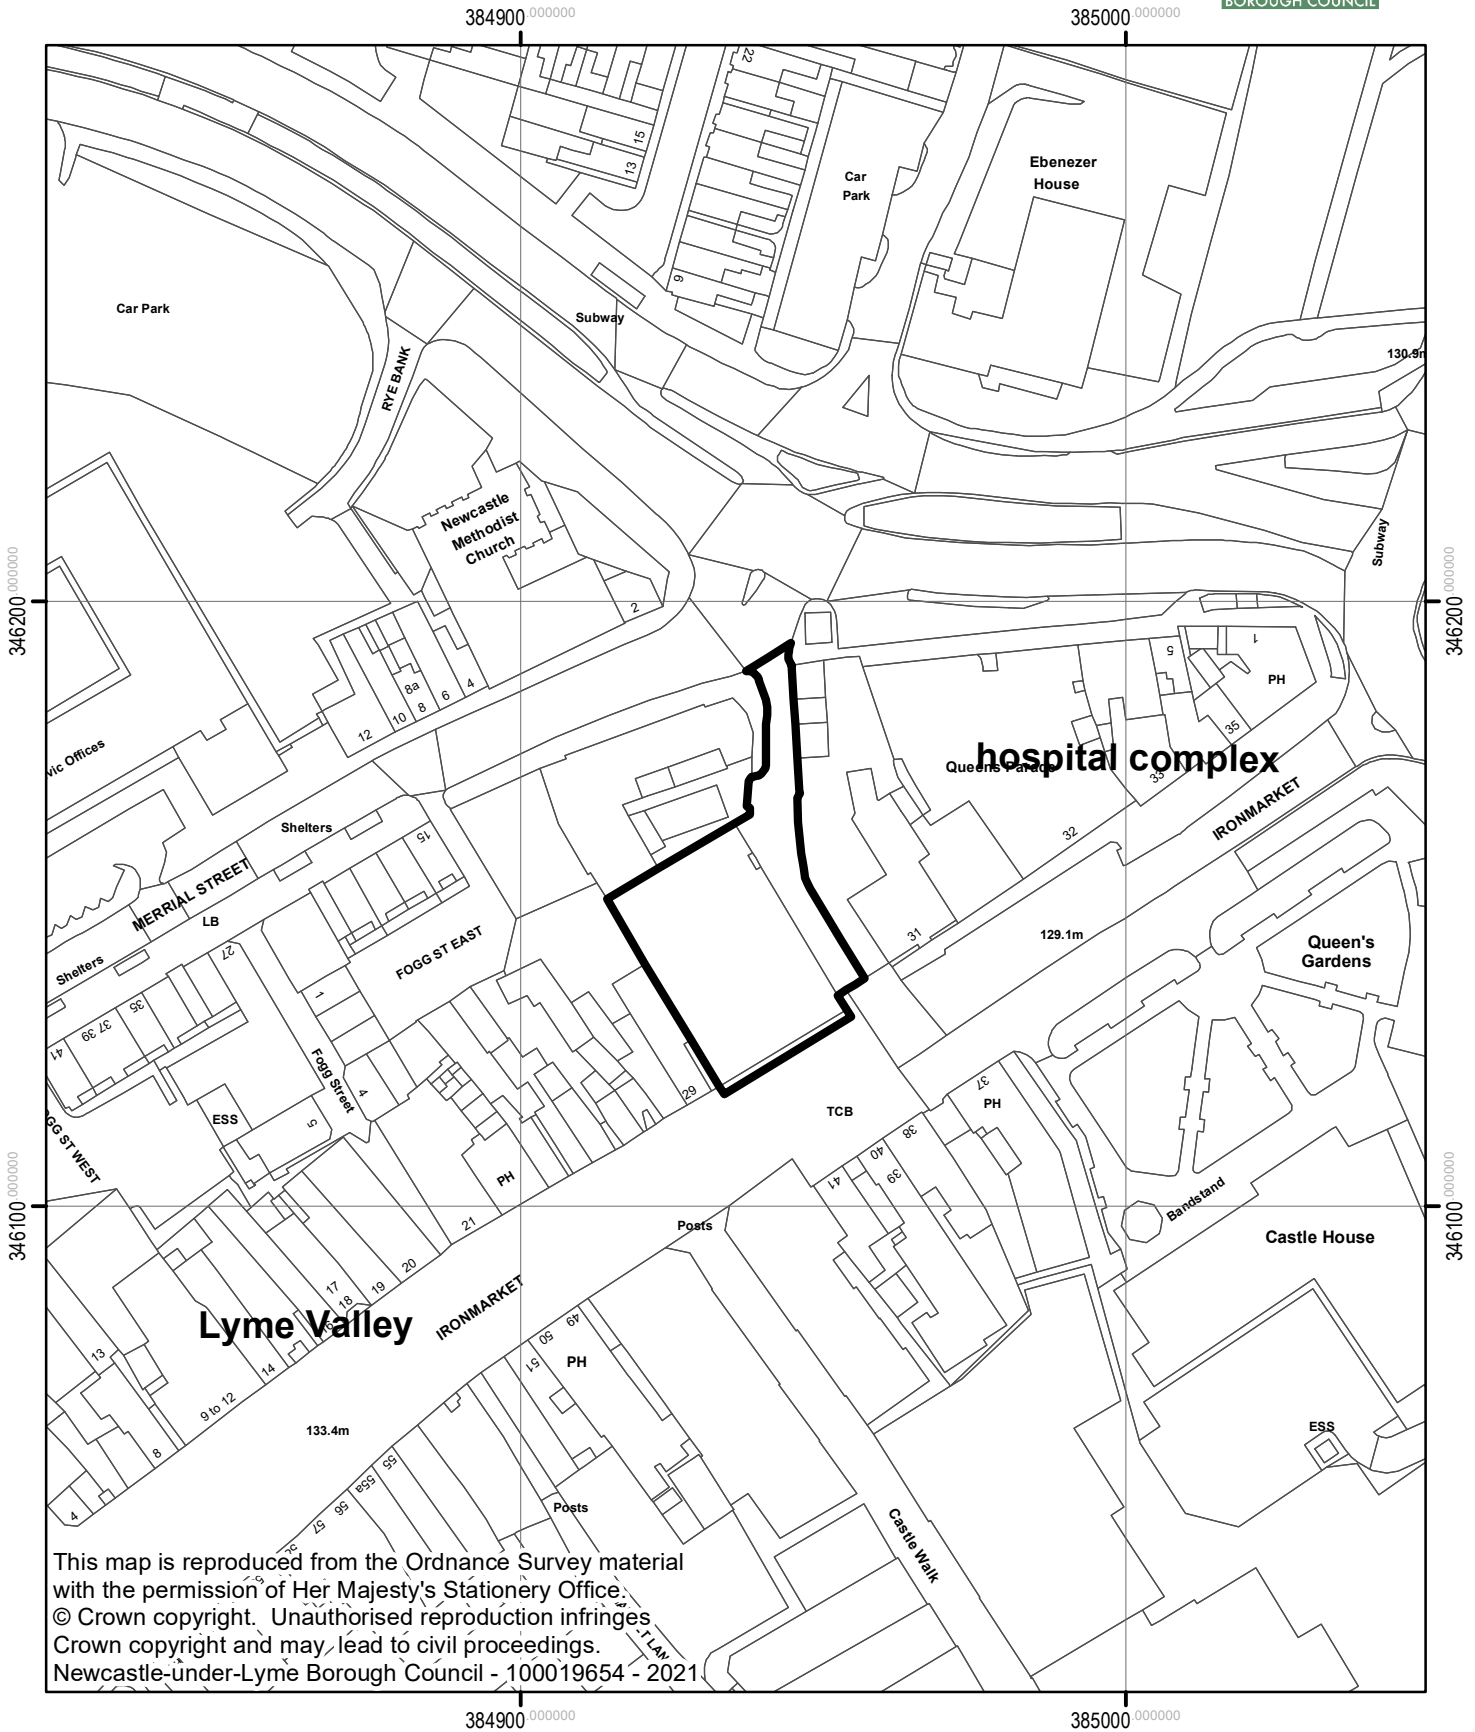 BOROUGH COUNCIL
384900.000000
385000.000000
22
15
13
Car
Park
Ebenezer
House
9
Car Park
Subway
130.9m
RYE BANK
Newcastle
Methodist
Church
Subway
346200.000000
346200.000000
2
1
5
PH
8a
4
6
8
10
12
35
hospital complex
Queens Parade
33
IRONMARKET
vic Offices
Shelters
15
32
MERRIAL STREET
LB
31
129.1m
Queen's
Gardens
FOGG ST EAST
Shelters
27
1
35
37 39
41
Fogg Street
4
29
37
PH
TCB
ESS
5
38
40
39
41
OGG ST WEST
PH
Bandstand
346100.000000
346100.000000
21
Posts
Castle House
20
19
17
18
16
Lyme Valley
IRONMARKET
49
50
51
PH
13
14
9 to 12
133.4m
8
ESS
55
55a
56
57
Posts
4
Castle Walk
This map is reproduced from the Ordnance Survey material
with the permission of Her Majesty's Stationery Office.
© Crown copyright.  Unauthorised reproduction infringes
Crown copyright and may lead to civil proceedings.
Newcastle-under-Lyme Borough Council - 100019654 - 2021
384900.000000
385000.000000